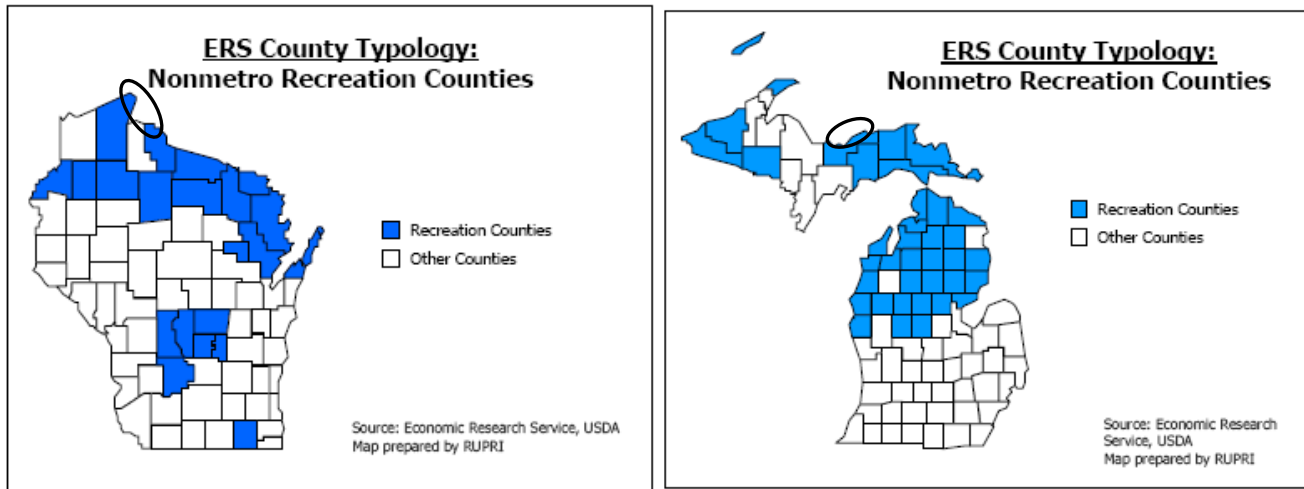 ERS County Typology:
Nonmetro Recreation Counties
Recreation Counties
Other Counties
Source: Economic Research Service, USDA
Map prepared by RUPRI
ERS County Typology:
Nonmetro Recreation Counties
Recreation Counties
Other Counties
Source: Economic Research
Service, USDA
Map prepared by RUPRI